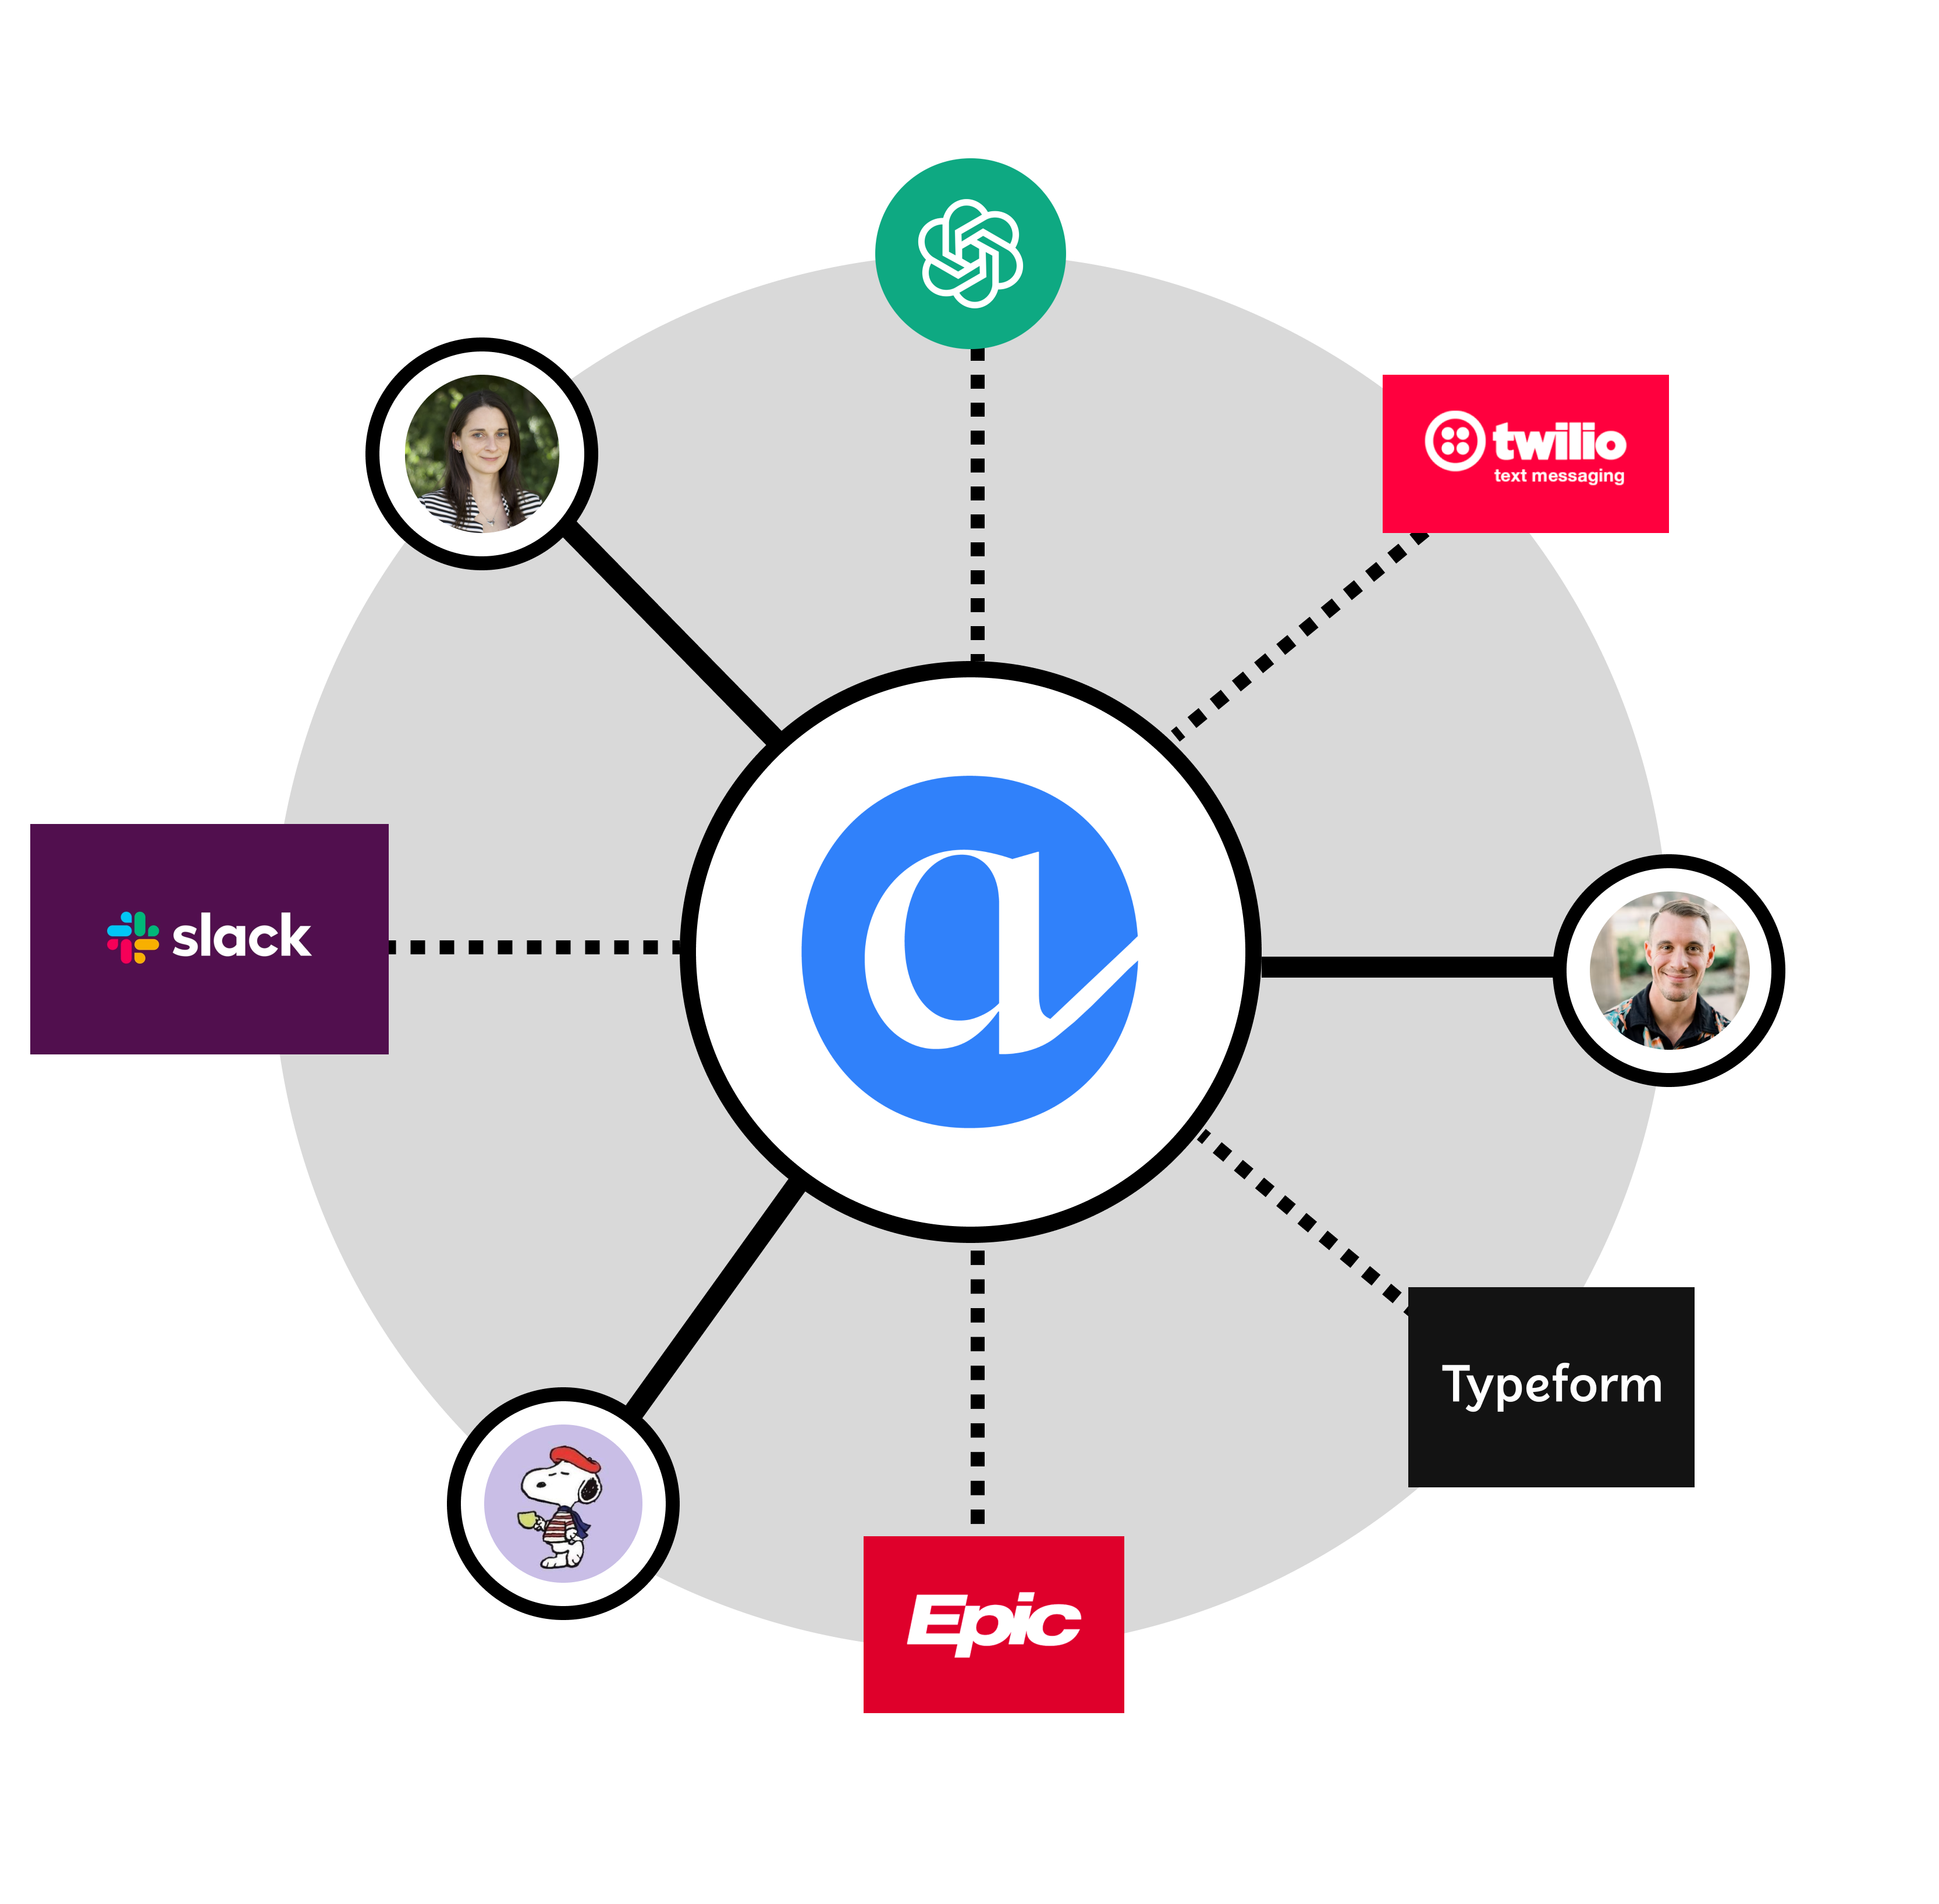 twilio
text messaging
slack
a
Typeform
Epic